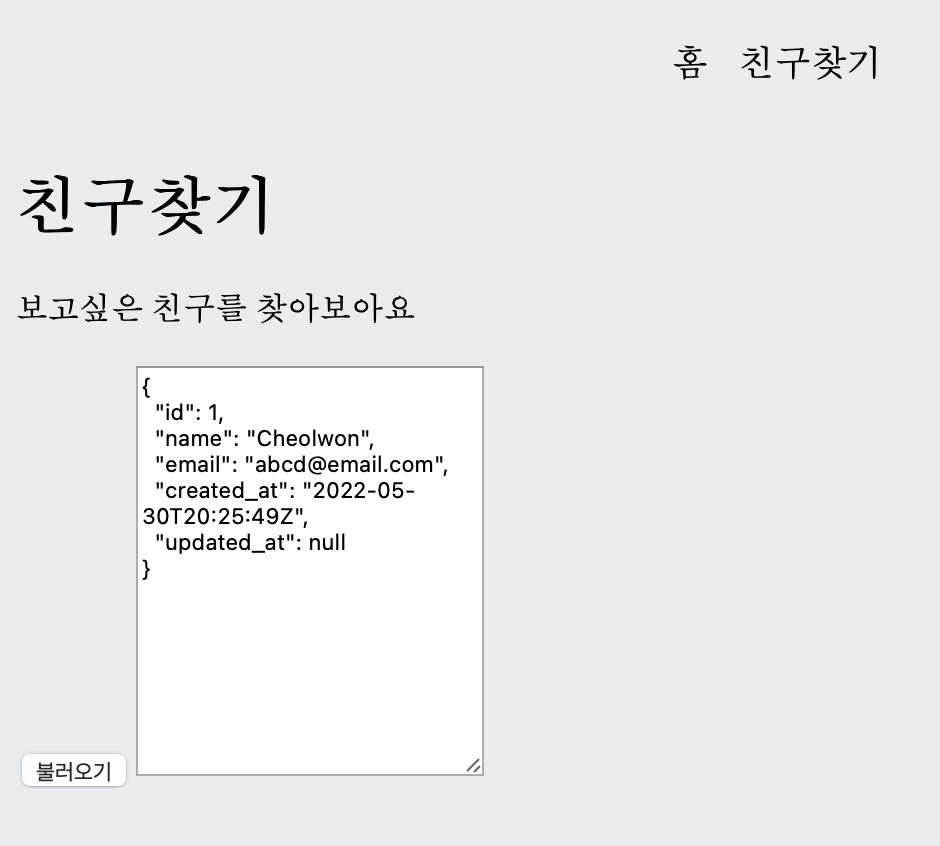 홈 친구찾기
친구찾기
보고싶은 친구를 찾아보아요
{
  "id": 1,
  "name": "Cheolwon",
  "email": "abcd@email.com",
  "created_at": "2022-05-
30T20:25:49Z",
  "updated_at": null
}
불러오기